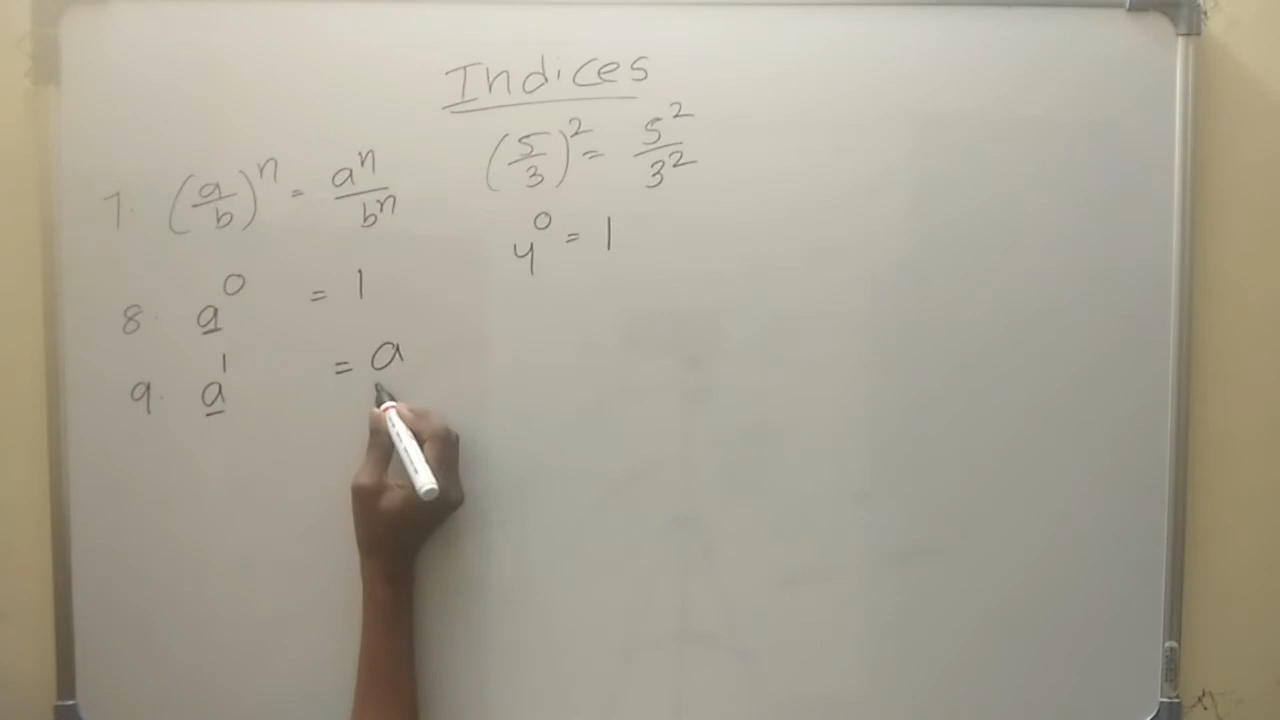 Indices
7. (a/b)^n = a^n/b^n
(5/3)^2 = 5^2/3^2
8. a^0 = 1
4^0 = 1
9. a^1 = a